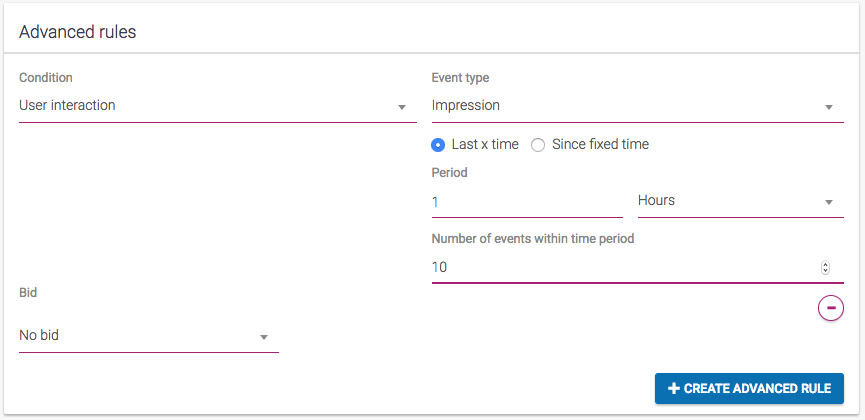 Advanced rules
Condition
Event type
User interaction
Impression
Last x time
Since fixed time
Period
1
Hours
Number of events within time period
10
Bid
No bid
CREATE ADVANCED RULE